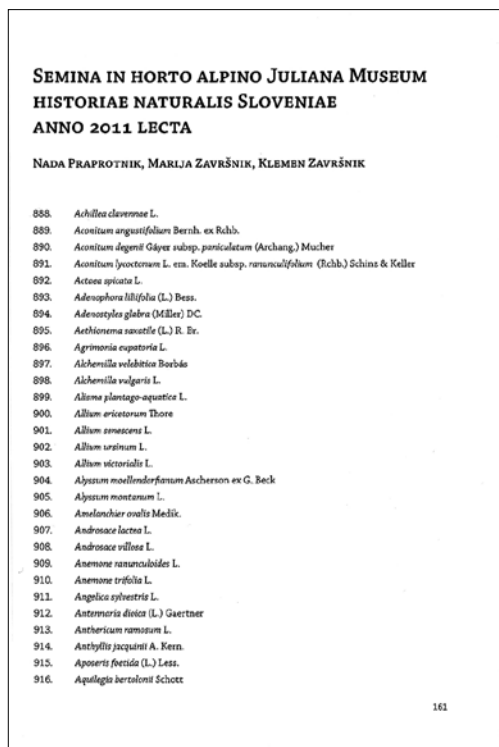 SEMINA IN HORTO ALPINO JULIANA MUSEUM
HISTORIAE NATURALIS SLOVENIAE
ANNO 2011 LECTA
NADA PRAPROTNIK, MARIJA ZAVRŠNIK, KLEMEN ZAVRŠNIK
888. Achillea clavennae L.
889. Aconitum angustifolium Bernh. ex Rchb.
890. Aconitum degenii Gáyer subsp. paniculatum (Archang.) Mucher
891. Aconitum lycoctonum L. em. Koelle subsp. ranunculifolium (Rchb.) Schinz & Keller
892. Actaea spicata L.
893. Adenophora liliifolia (L.) Bess.
894. Adenostyles glabra (Miller) DC.
895. Aethionema saxatile (L.) R. Br.
896. Agrimonia eupatoria L.
897. Alchemilla velebitica Borbás
898. Alchemilla vulgaris L.
899. Alisma plantago-aquatica L.
900. Allium ericetorum Thore
901. Allium senescens L.
902. Allium ursinum L.
903. Allium victorialis L.
904. Alyssum moellendorfianum Ascherson ex G. Beck
905. Alyssum montanum L.
906. Amelanchier ovalis Medik.
907. Androsace lactea L.
908. Androsace villosa L.
909. Anemone ranunculoides L.
910. Anemone trifolia L.
911. Angelica sylvestris L.
912. Antennaria dioica (L.) Gaertner
913. Anthericum ramosum L.
914. Anthyllis jacquinii A. Kern.
915. Aposeris foetida (L.) Less.
916. Aquilegia bertolonii Schott
161